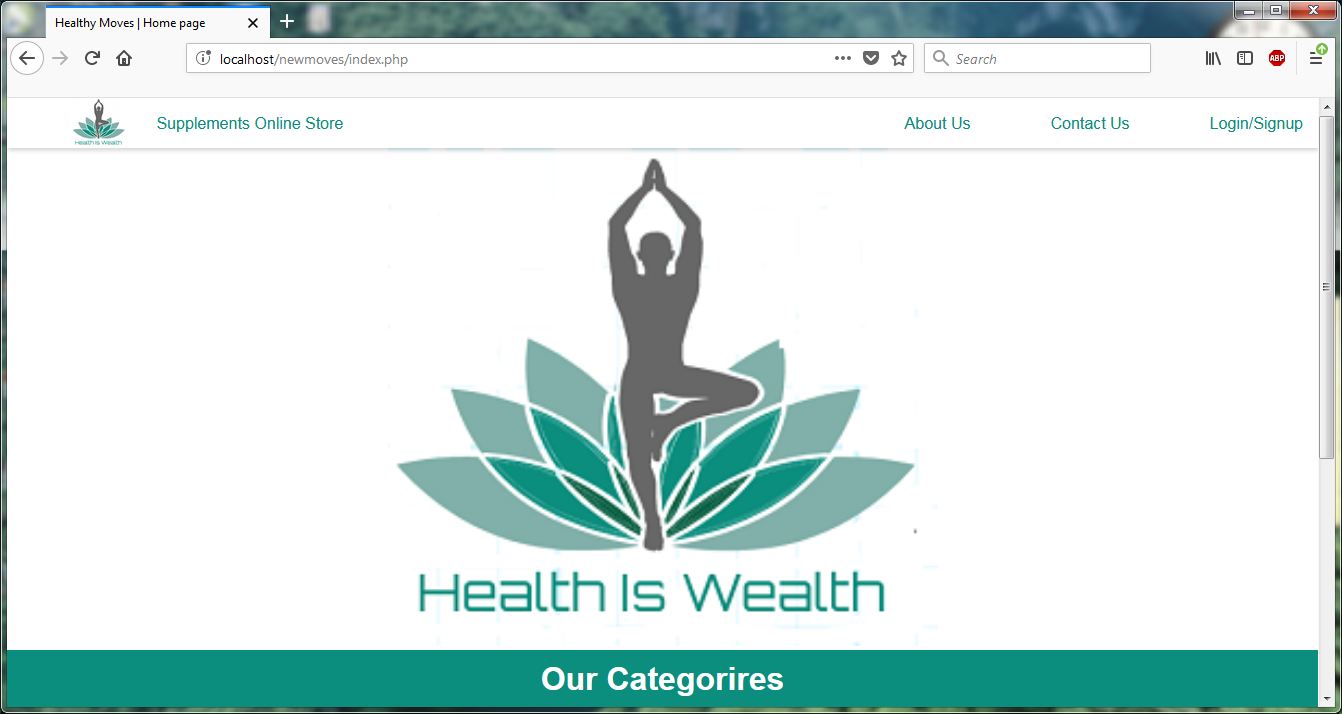 Healthy Moves | Home page
localhost/newmoves/index.php
Search
ABP
Health Is Wealth
Supplements Online Store
About Us
Contact Us
Login/Signup
Health Is Wealth
Our Categorires